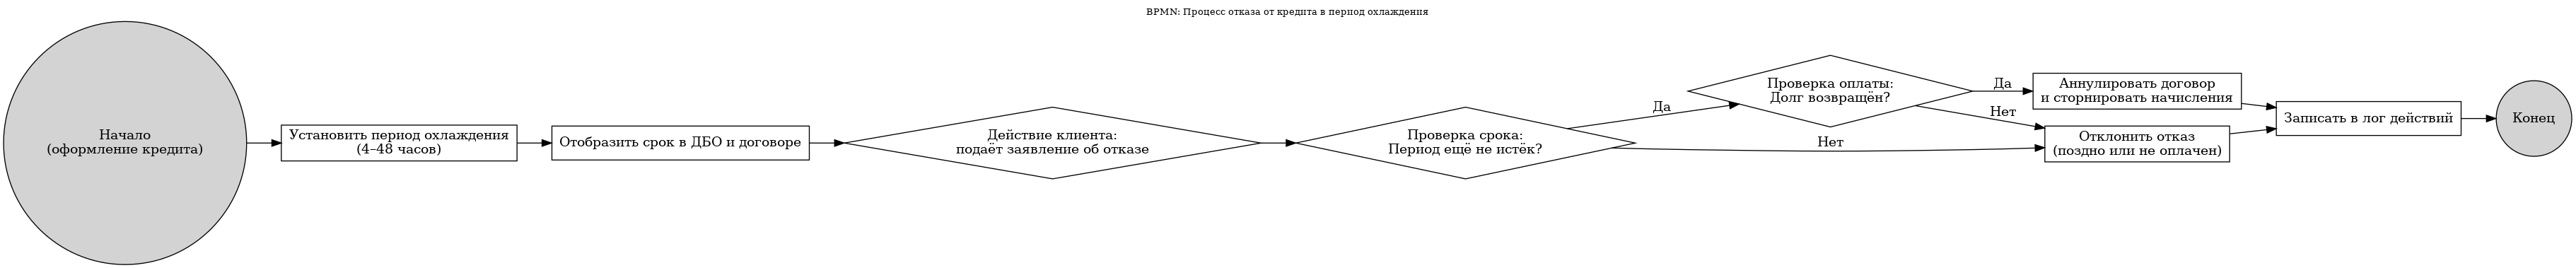 BPMN: Процесс отказа от кредита в период охлаждения
Начало
(оформление кредита)
Установить период охлаждения
(4–48 часов)
Отобразить срок в ДБО и договоре
Действие клиента:
подаёт заявление об отказе
Проверка срока:
Период ещё не истёк?
Да
Нет
Проверка оплаты:
Долг возвращён?
Да
Нет
Аннулировать договор
и сторнировать начисления
Отклонить отказ
(поздно или не оплачен)
Записать в лог действий
Конец